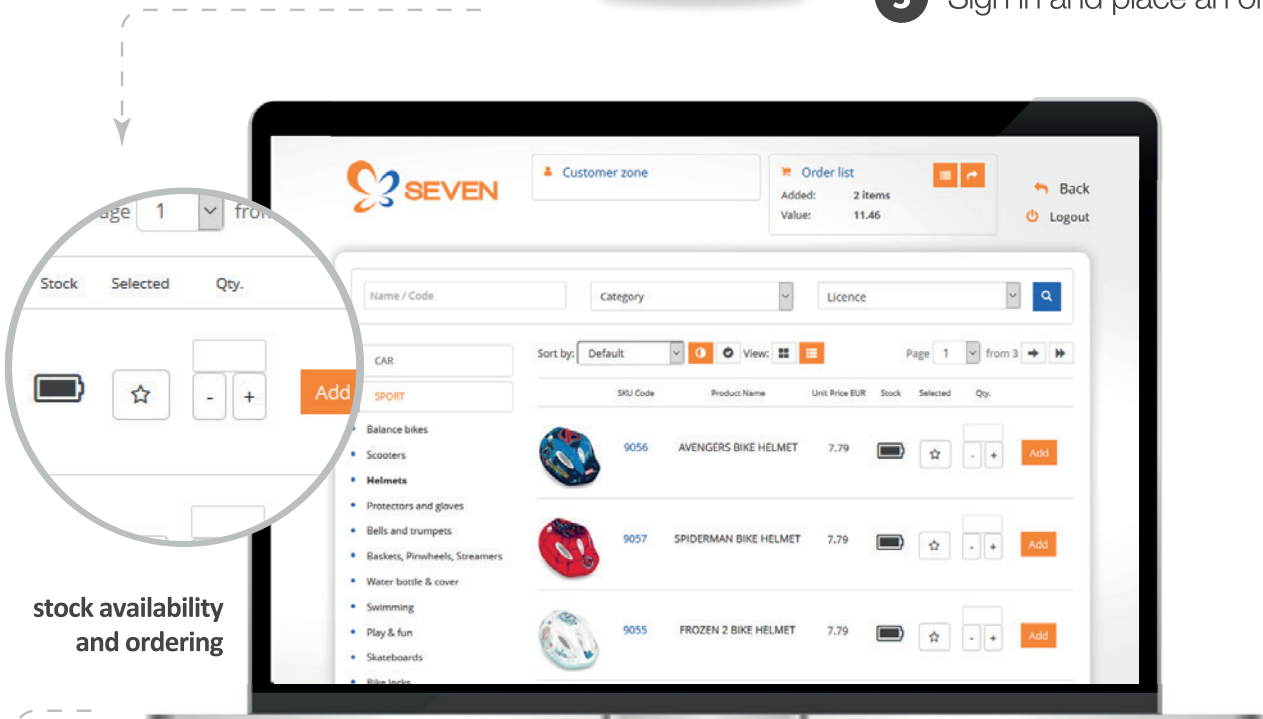 Sign in and place an
SEVEN
Customer zone
Order list
Added: 2 items
Value: 11.46
Back
Logout
Name / Code
Category
Licence
CAR
SPORT
Balance bikes
Scooters
Helmets
Protectors and gloves
Bells and trumpets
Baskets, Pinwheels, Streamers
Water bottle & cover
Swimming
Play & fun
Skateboards
Bike locks
Sort by: Default View: Page 1 from 3
SKU Code Product Name Unit Price EUR Stock Selected Qty.
9056 AVENGERS BIKE HELMET 7.79 - + Add
9057 SPIDERMAN BIKE HELMET 7.79 - + Add
9055 FROZEN 2 BIKE HELMET 7.79 - + Add
1
Stock Selected Qty.
- + Add
stock availability
and ordering